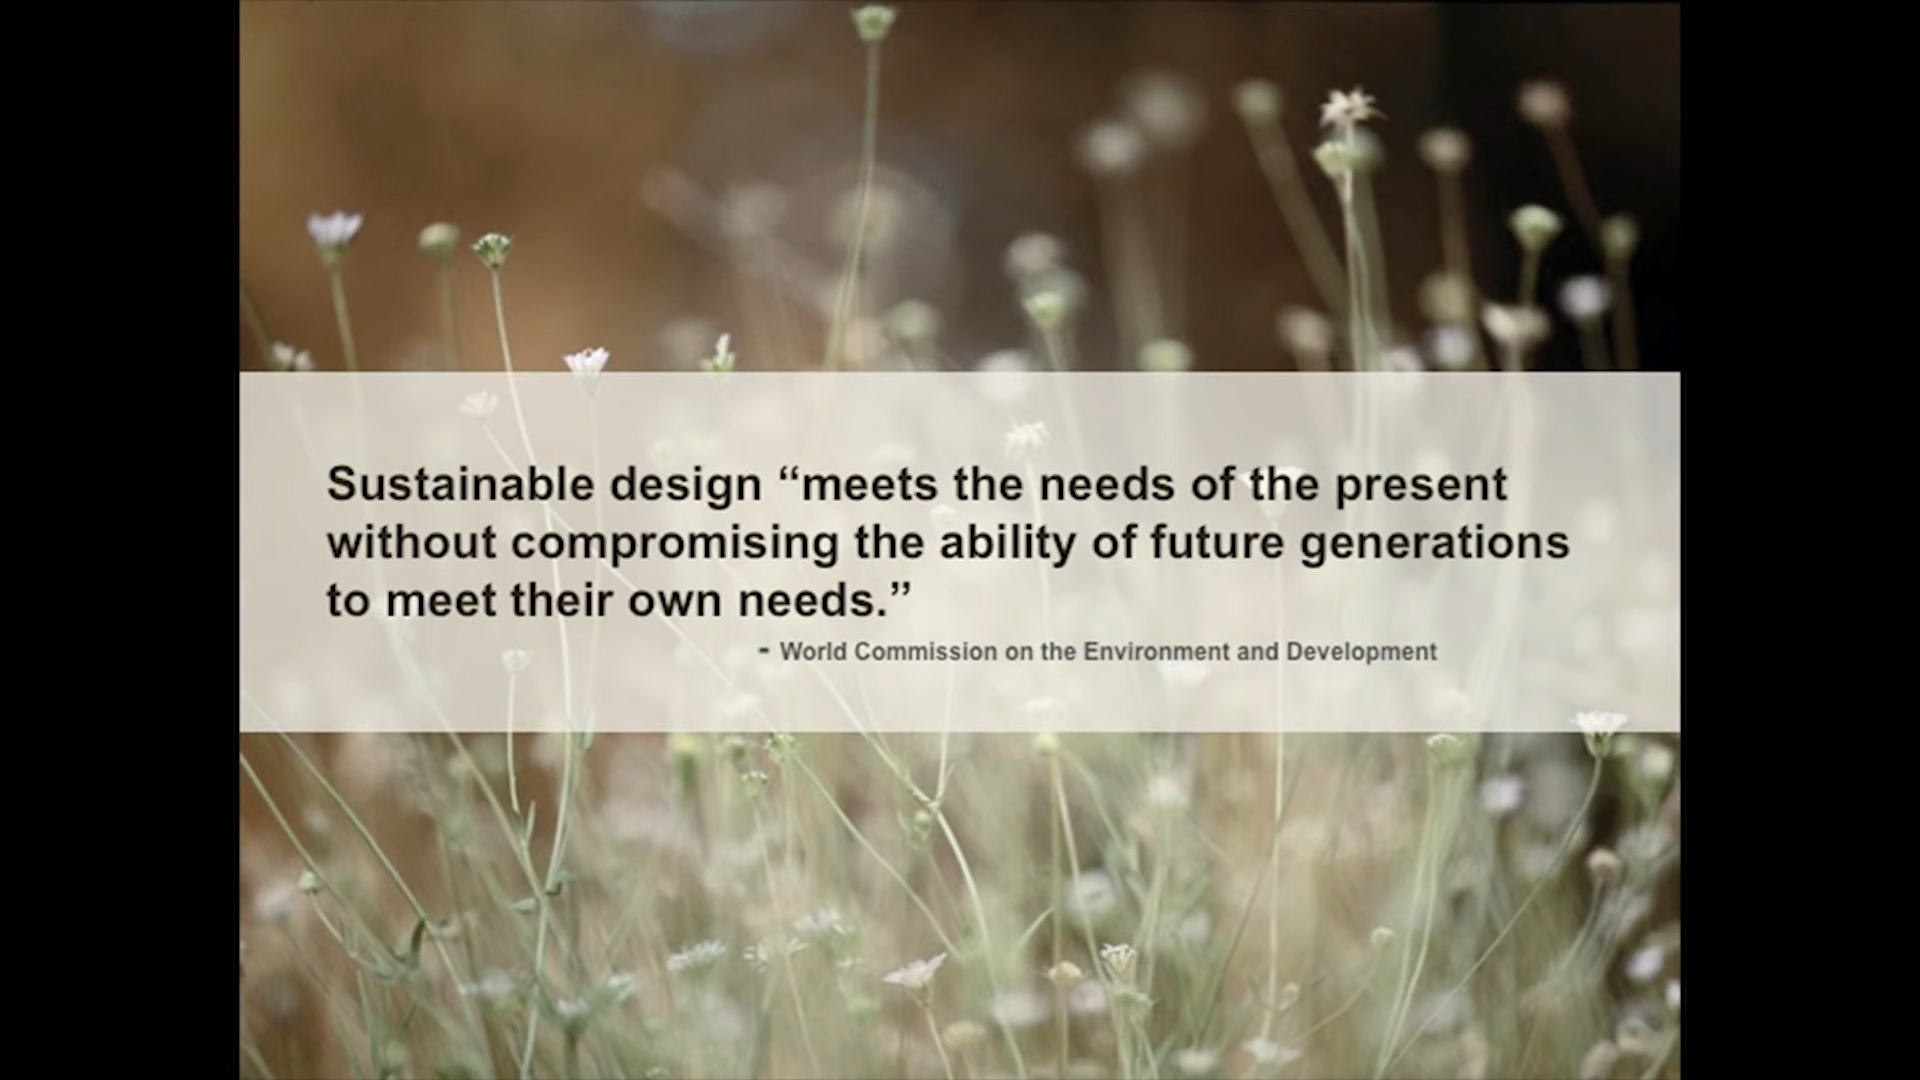 Sustainable design “meets the needs of the present
without compromising the ability of future generations
to meet their own needs.”
- World Commission on the Environment and Development